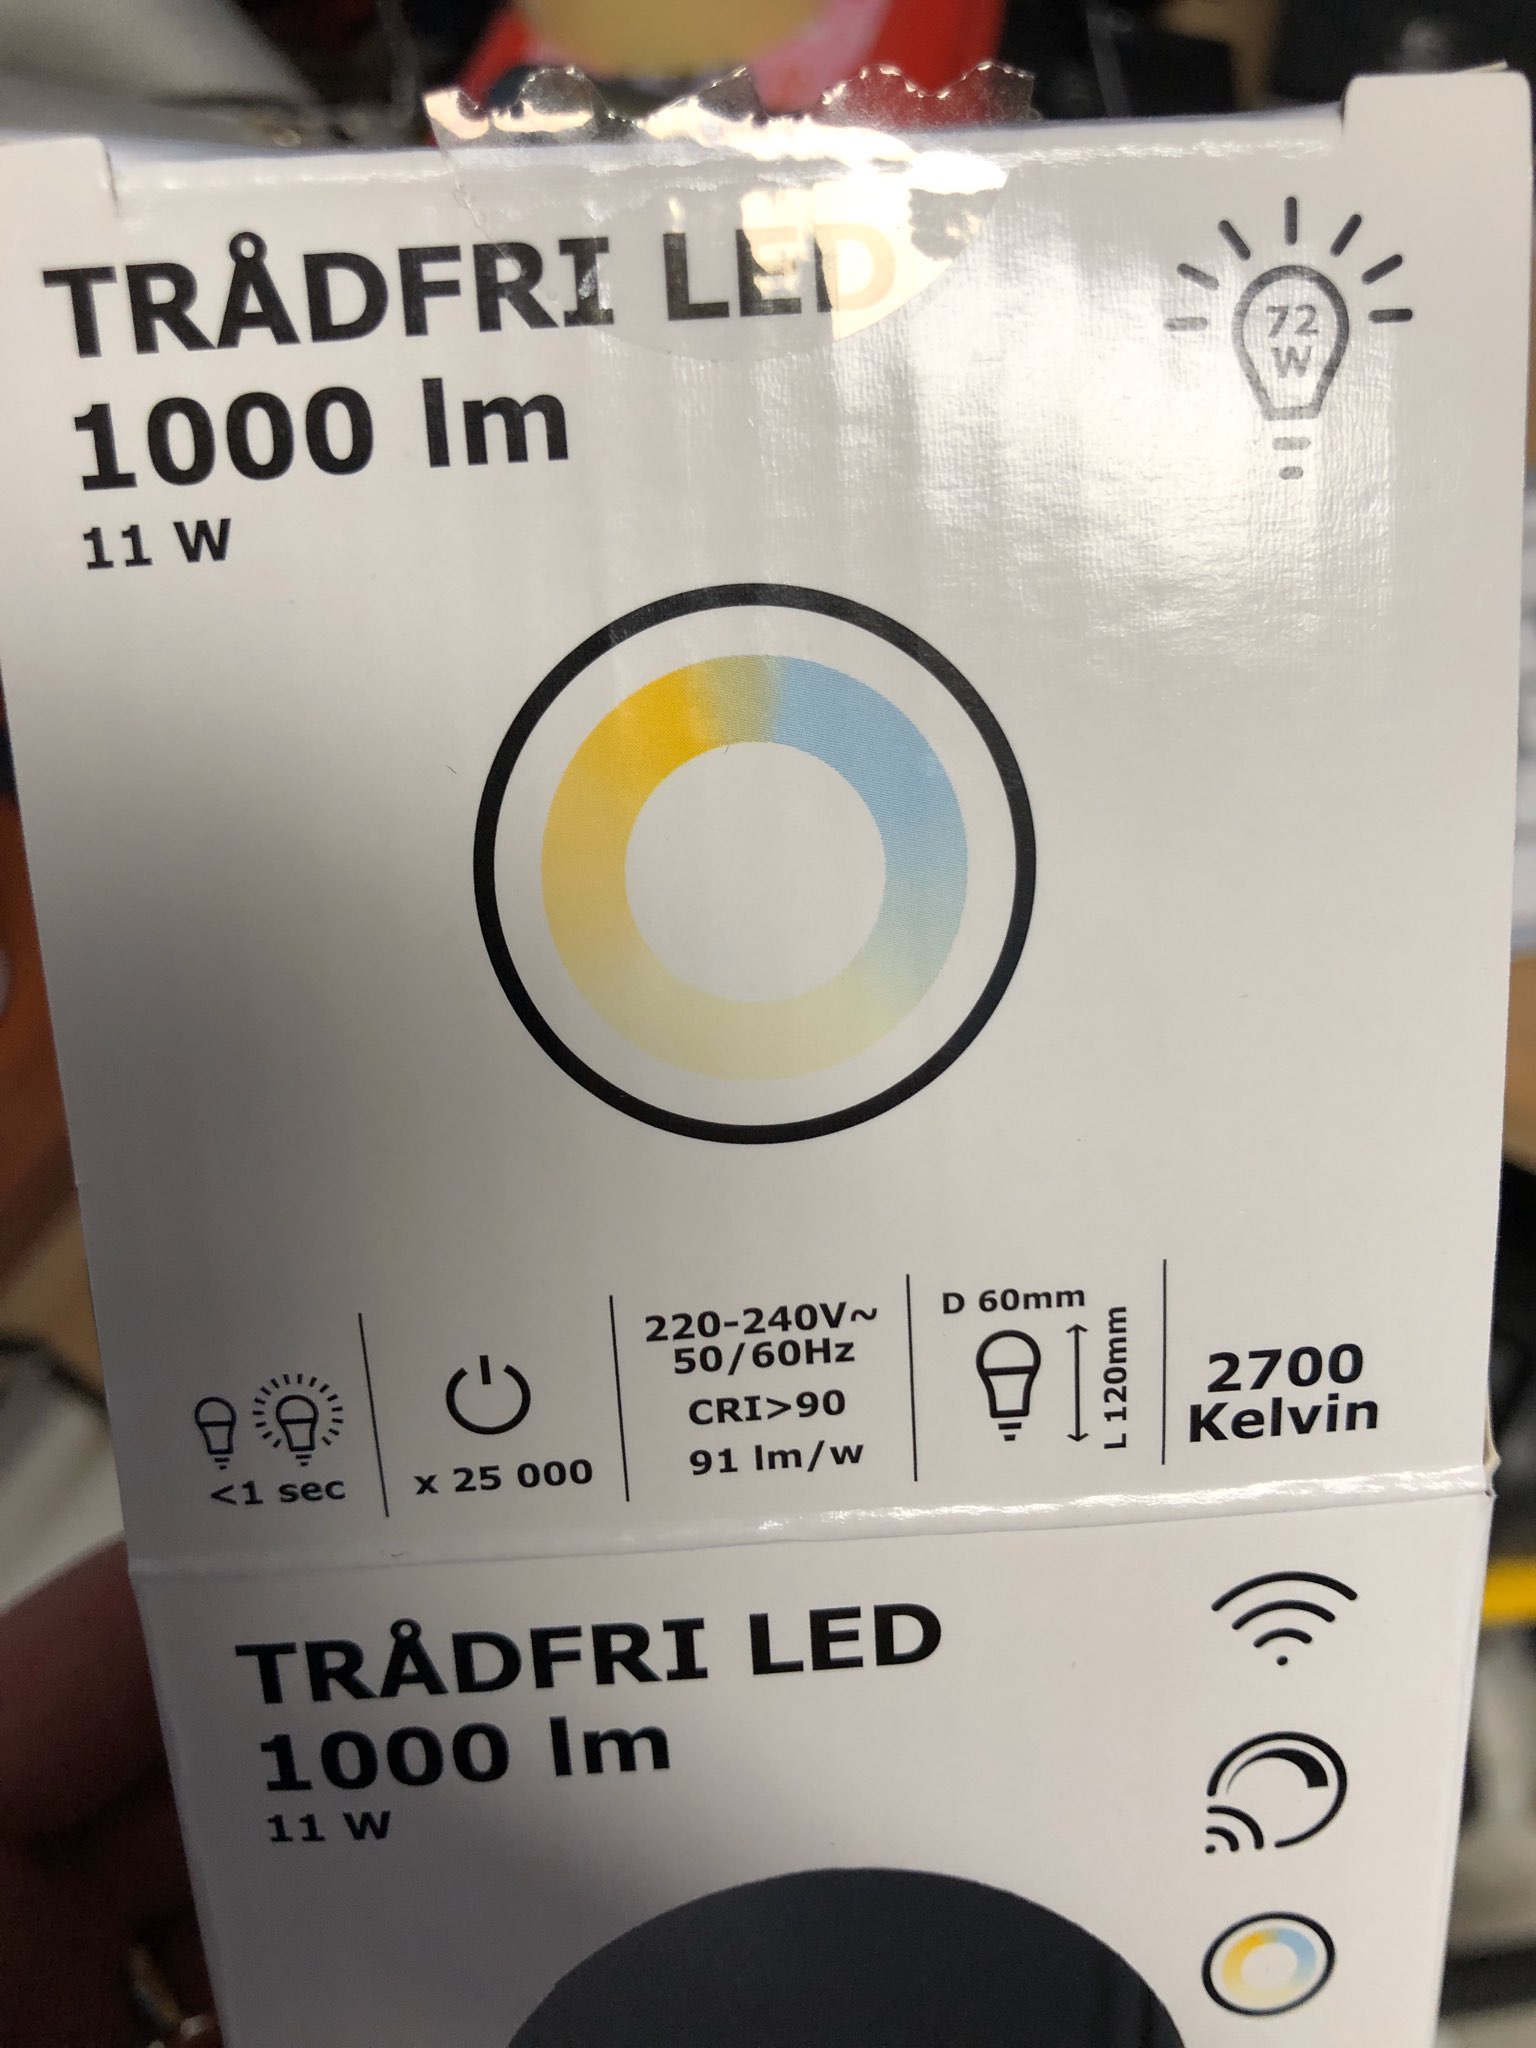 TRÅDFRI LED
1000 lm
11 W
72
W
<1 sec
x 25 000
220-240V~
50/60Hz
CRI>90
91 lm/w
D 60mm
L 120mm
2700
Kelvin
TRÅDFRI LED
1000 lm
11 W